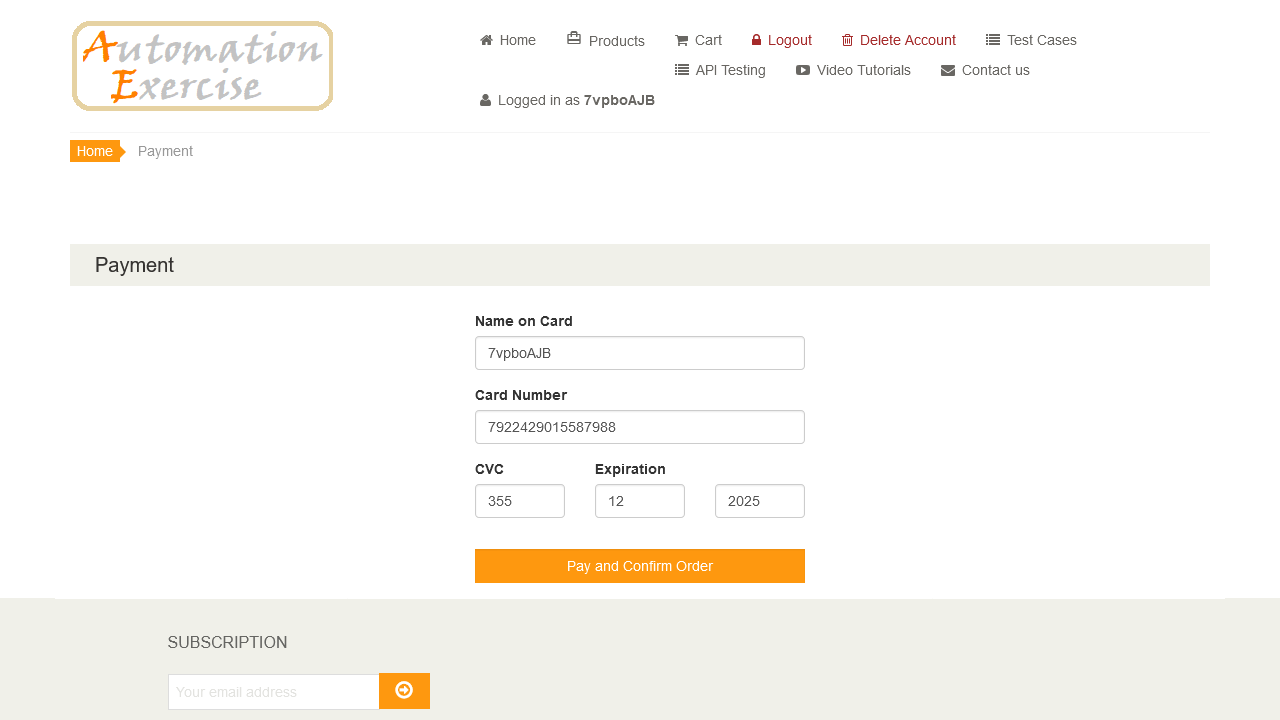 Automation
Exercise
Home
Products
Cart
Logout
Delete Account
Test Cases
API Testing
Video Tutorials
Contact us
Logged in as 7vpboAJB
Home
Payment
Payment
Name on Card
7vpboAJB
Card Number
7922429015587988
CVC
Expiration
355
12
2025
Pay and Confirm Order
SUBSCRIPTION
Your email address